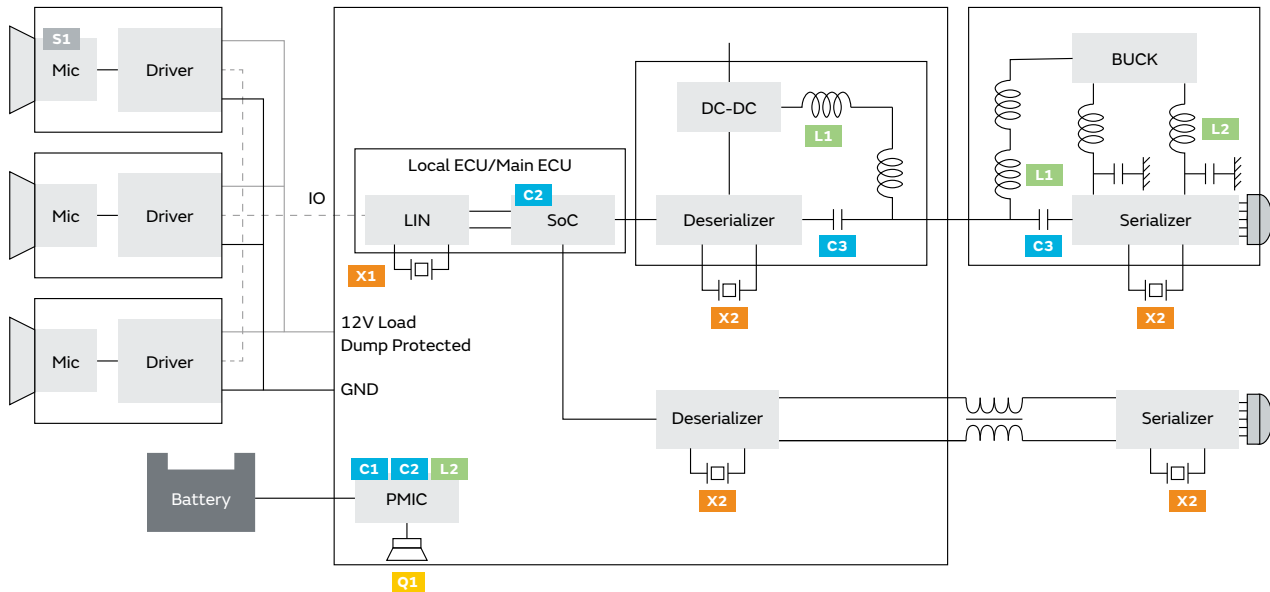 S1
Mic
Driver
Mic
Driver
Mic
Driver
IO
12V Load
Dump Protected
GND
Battery
Local ECU/Main ECU
C2
LIN
SoC
X1
C1
C2
L2
PMIC
Q1
DC-DC
L1
Deserializer
C3
X2
Deserializer
X2
BUCK
L2
L1
Serializer
C3
X2
Serializer
X2